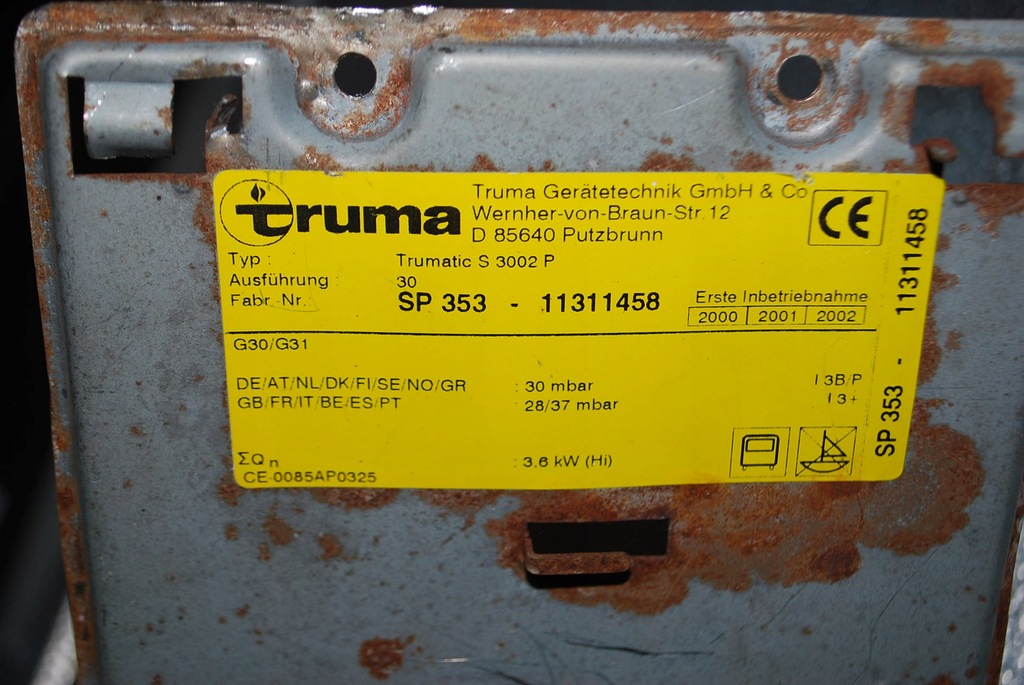 truma
Truma Gerätetechnik GmbH & Co
Wernher-von-Braun-Str. 12
D 85640 Putzbrunn
CE
Typ : Trumatic S 3002 P
Ausführung : 30
Fabr.-Nr. SP 353 - 11311458
Erste Inbetriebnahme
2000 2001 2002
G30/G31
DE/AT/NL/DK/FI/SE/NO/GR : 30 mbar I 3B/P
GB/FR/IT/BE/ES/PT : 28/37 mbar I 3+
ΣQn : 3,6 kW (Hi)
CE-0085AP0325
SP 353 - 11311458